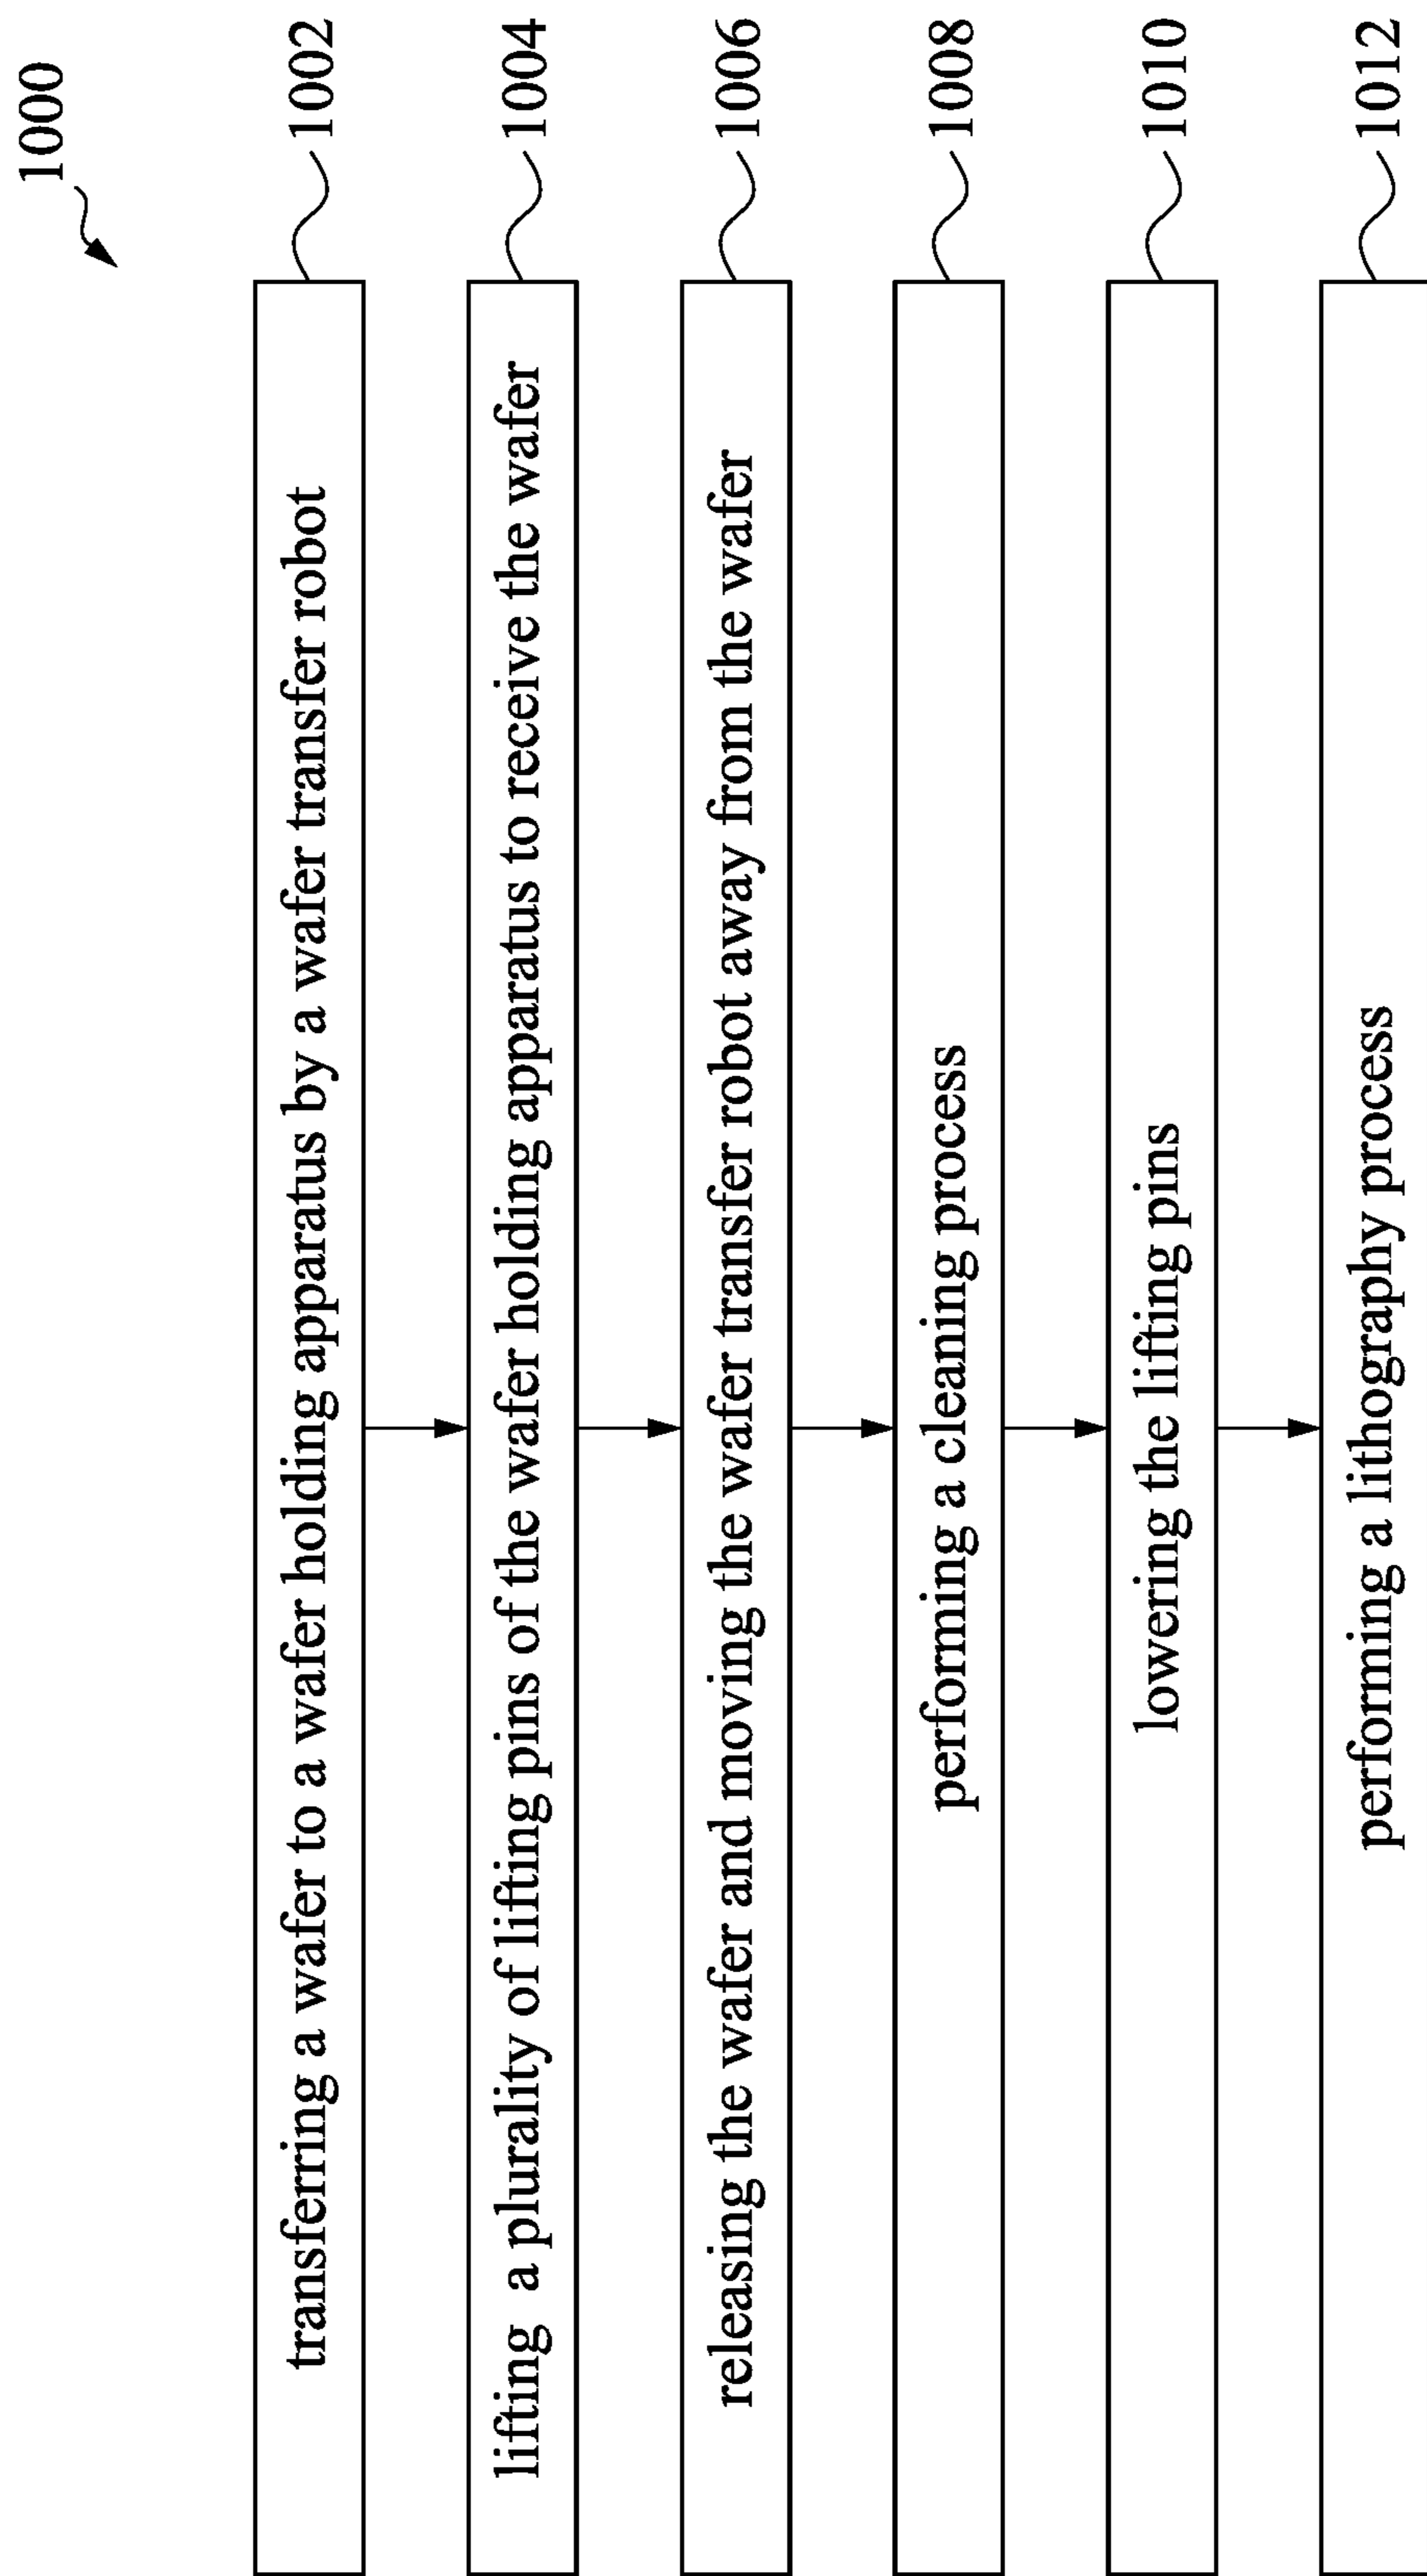 1000
transferring a wafer to a wafer holding apparatus by a wafer transfer robot
1002
lifting a plurality of lifting pins of the wafer holding apparatus to receive the wafer
1004
releasing the wafer and moving the wafer transfer robot away from the wafer
1006
performing a cleaning process
1008
lowering the lifting pins
1010
performing a lithography process
1012